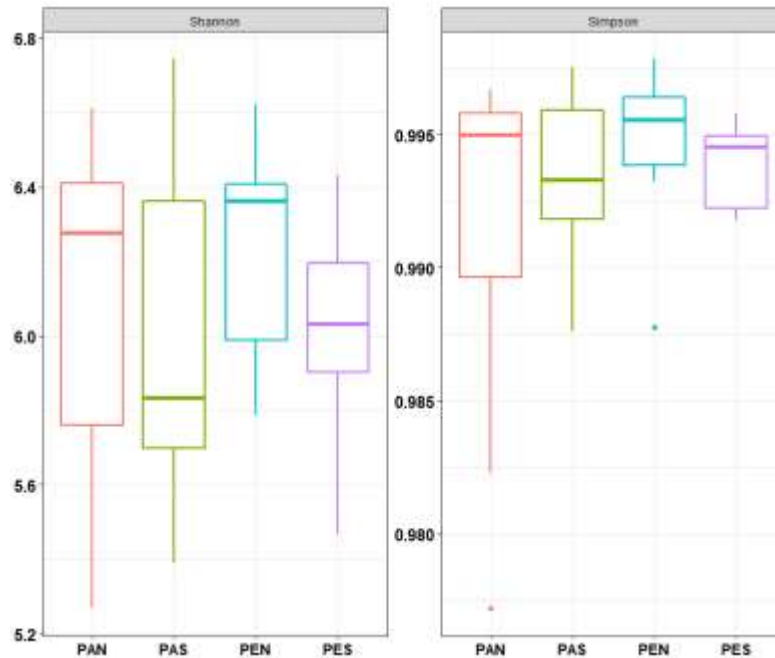 Shannon
Simpson
6.8
6.4
6.0
5.6
5.2
0.995
0.990
0.985
0.980
PAN PAS PEN PES
PAN PAS PEN PES